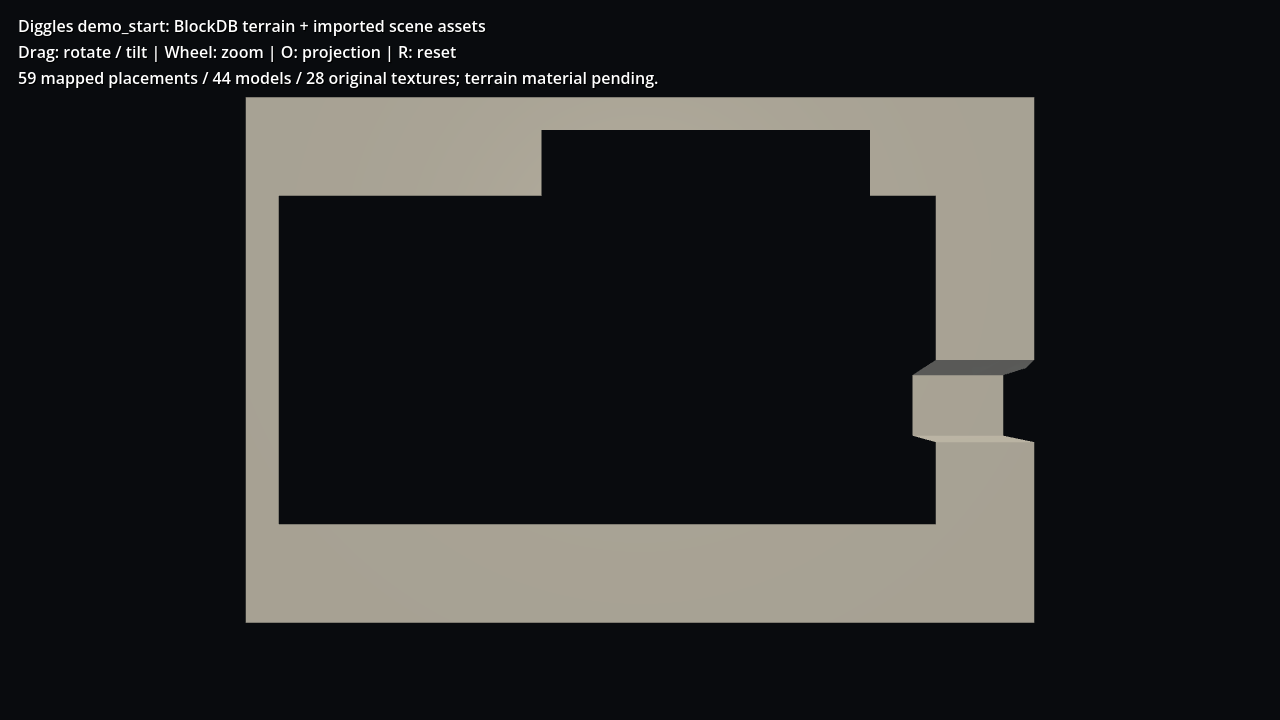 Diggles demo_start: BlockDB terrain + imported scene assets
Drag: rotate / tilt | Wheel: zoom | O: projection | R: reset
59 mapped placements / 44 models / 28 original textures; terrain material pending.